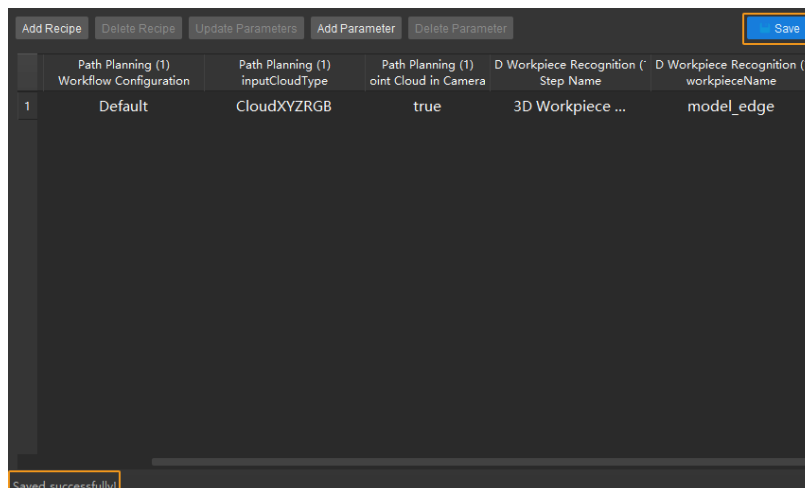 Add Recipe Delete Recipe Update Parameters Add Parameter Delete Parameter Save
Path Planning (1) Path Planning (1) Path Planning (1) D Workpiece Recognition ( D Workpiece Recognition (
Workflow Configuration inputCloudType oint Cloud in Camera Step Name workpieceName
1 Default CloudXYZRGB true 3D Workpiece ... model_edge
Saved successfully!